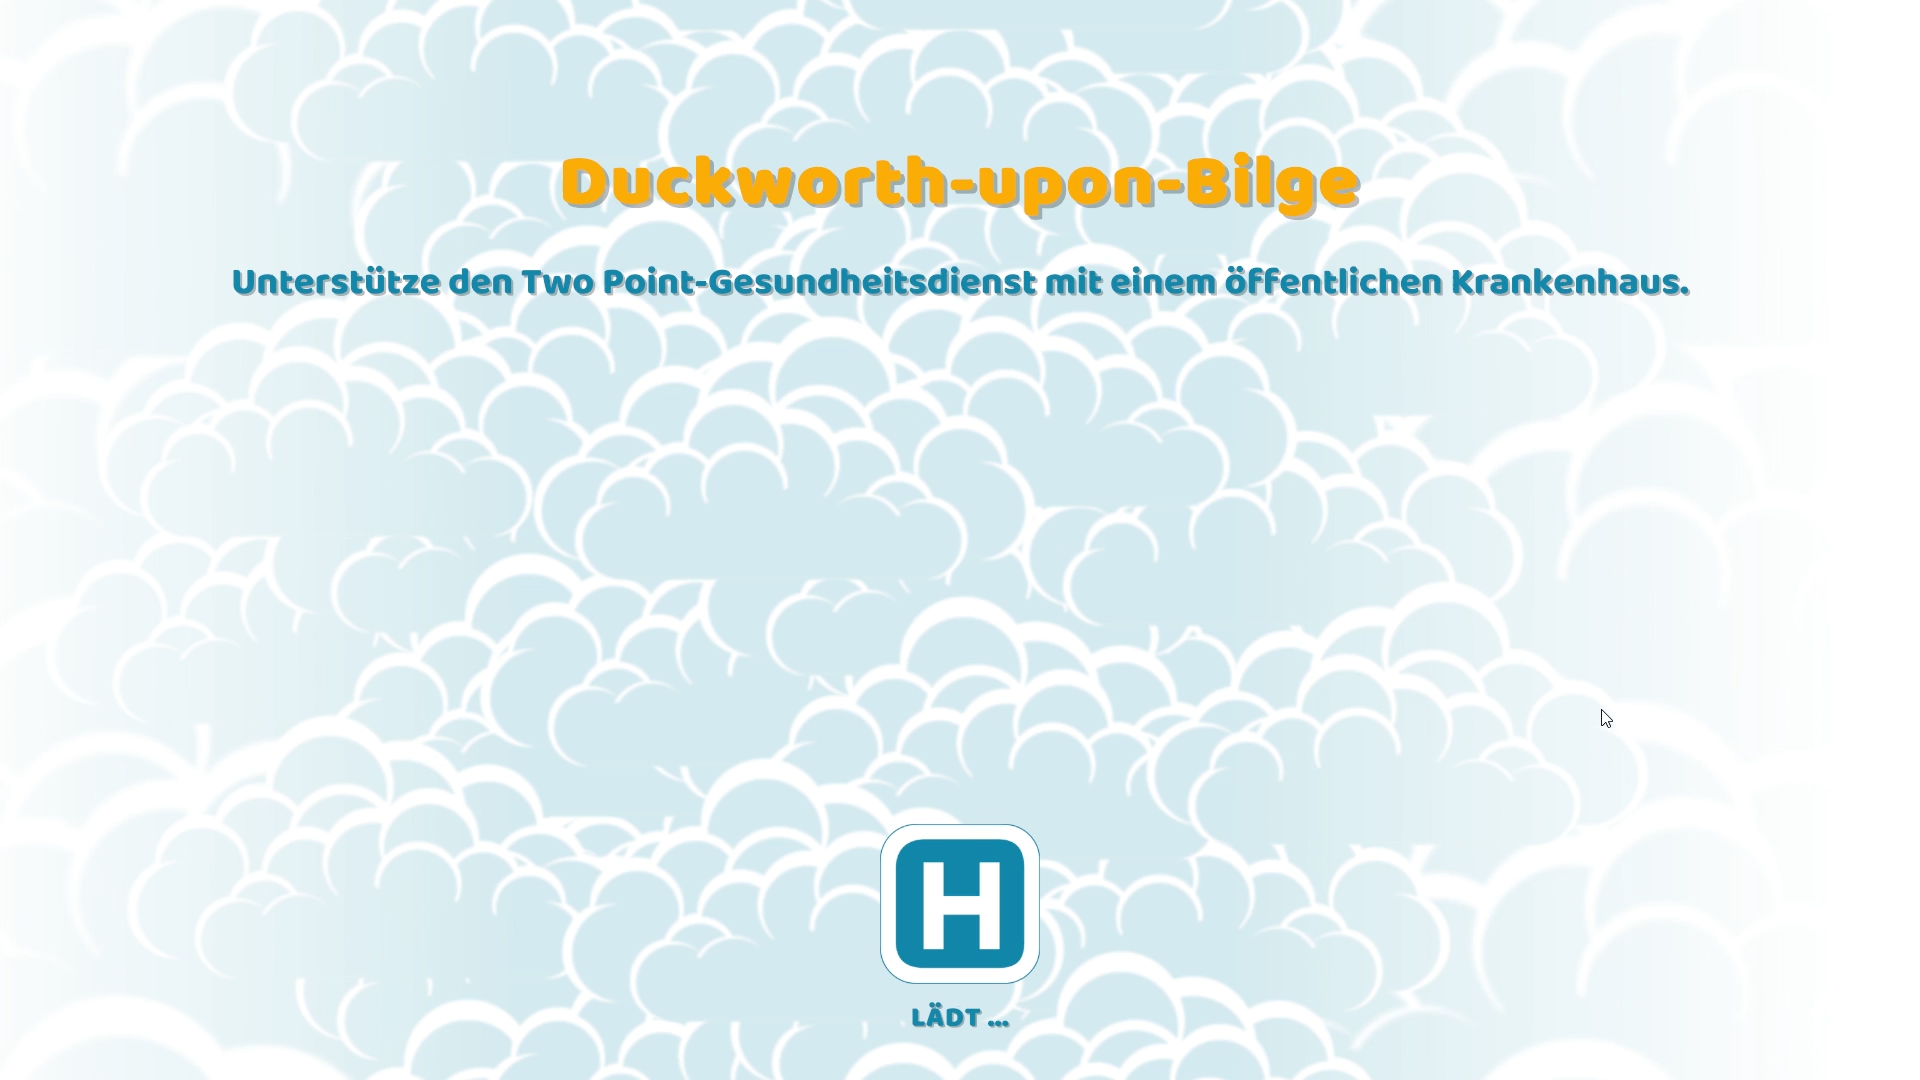 Duckworth-upon-Bilge
Unterstütze den Two Point-Gesundheitsdienst mit einem öffentlichen Krankenhaus.
H
LÄDT ...